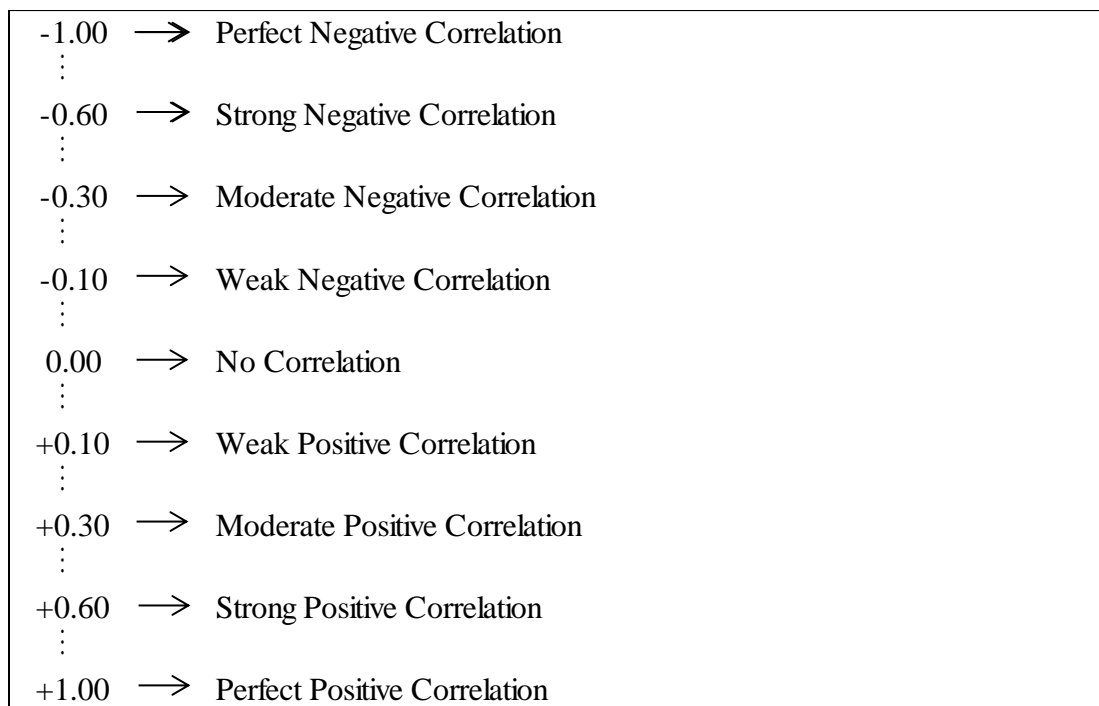 -1.00 → Perfect Negative Correlation
⋮
-0.60 → Strong Negative Correlation
⋮
-0.30 → Moderate Negative Correlation
⋮
-0.10 → Weak Negative Correlation
⋮
0.00 → No Correlation
⋮
+0.10 → Weak Positive Correlation
⋮
+0.30 → Moderate Positive Correlation
⋮
+0.60 → Strong Positive Correlation
⋮
+1.00 → Perfect Positive Correlation